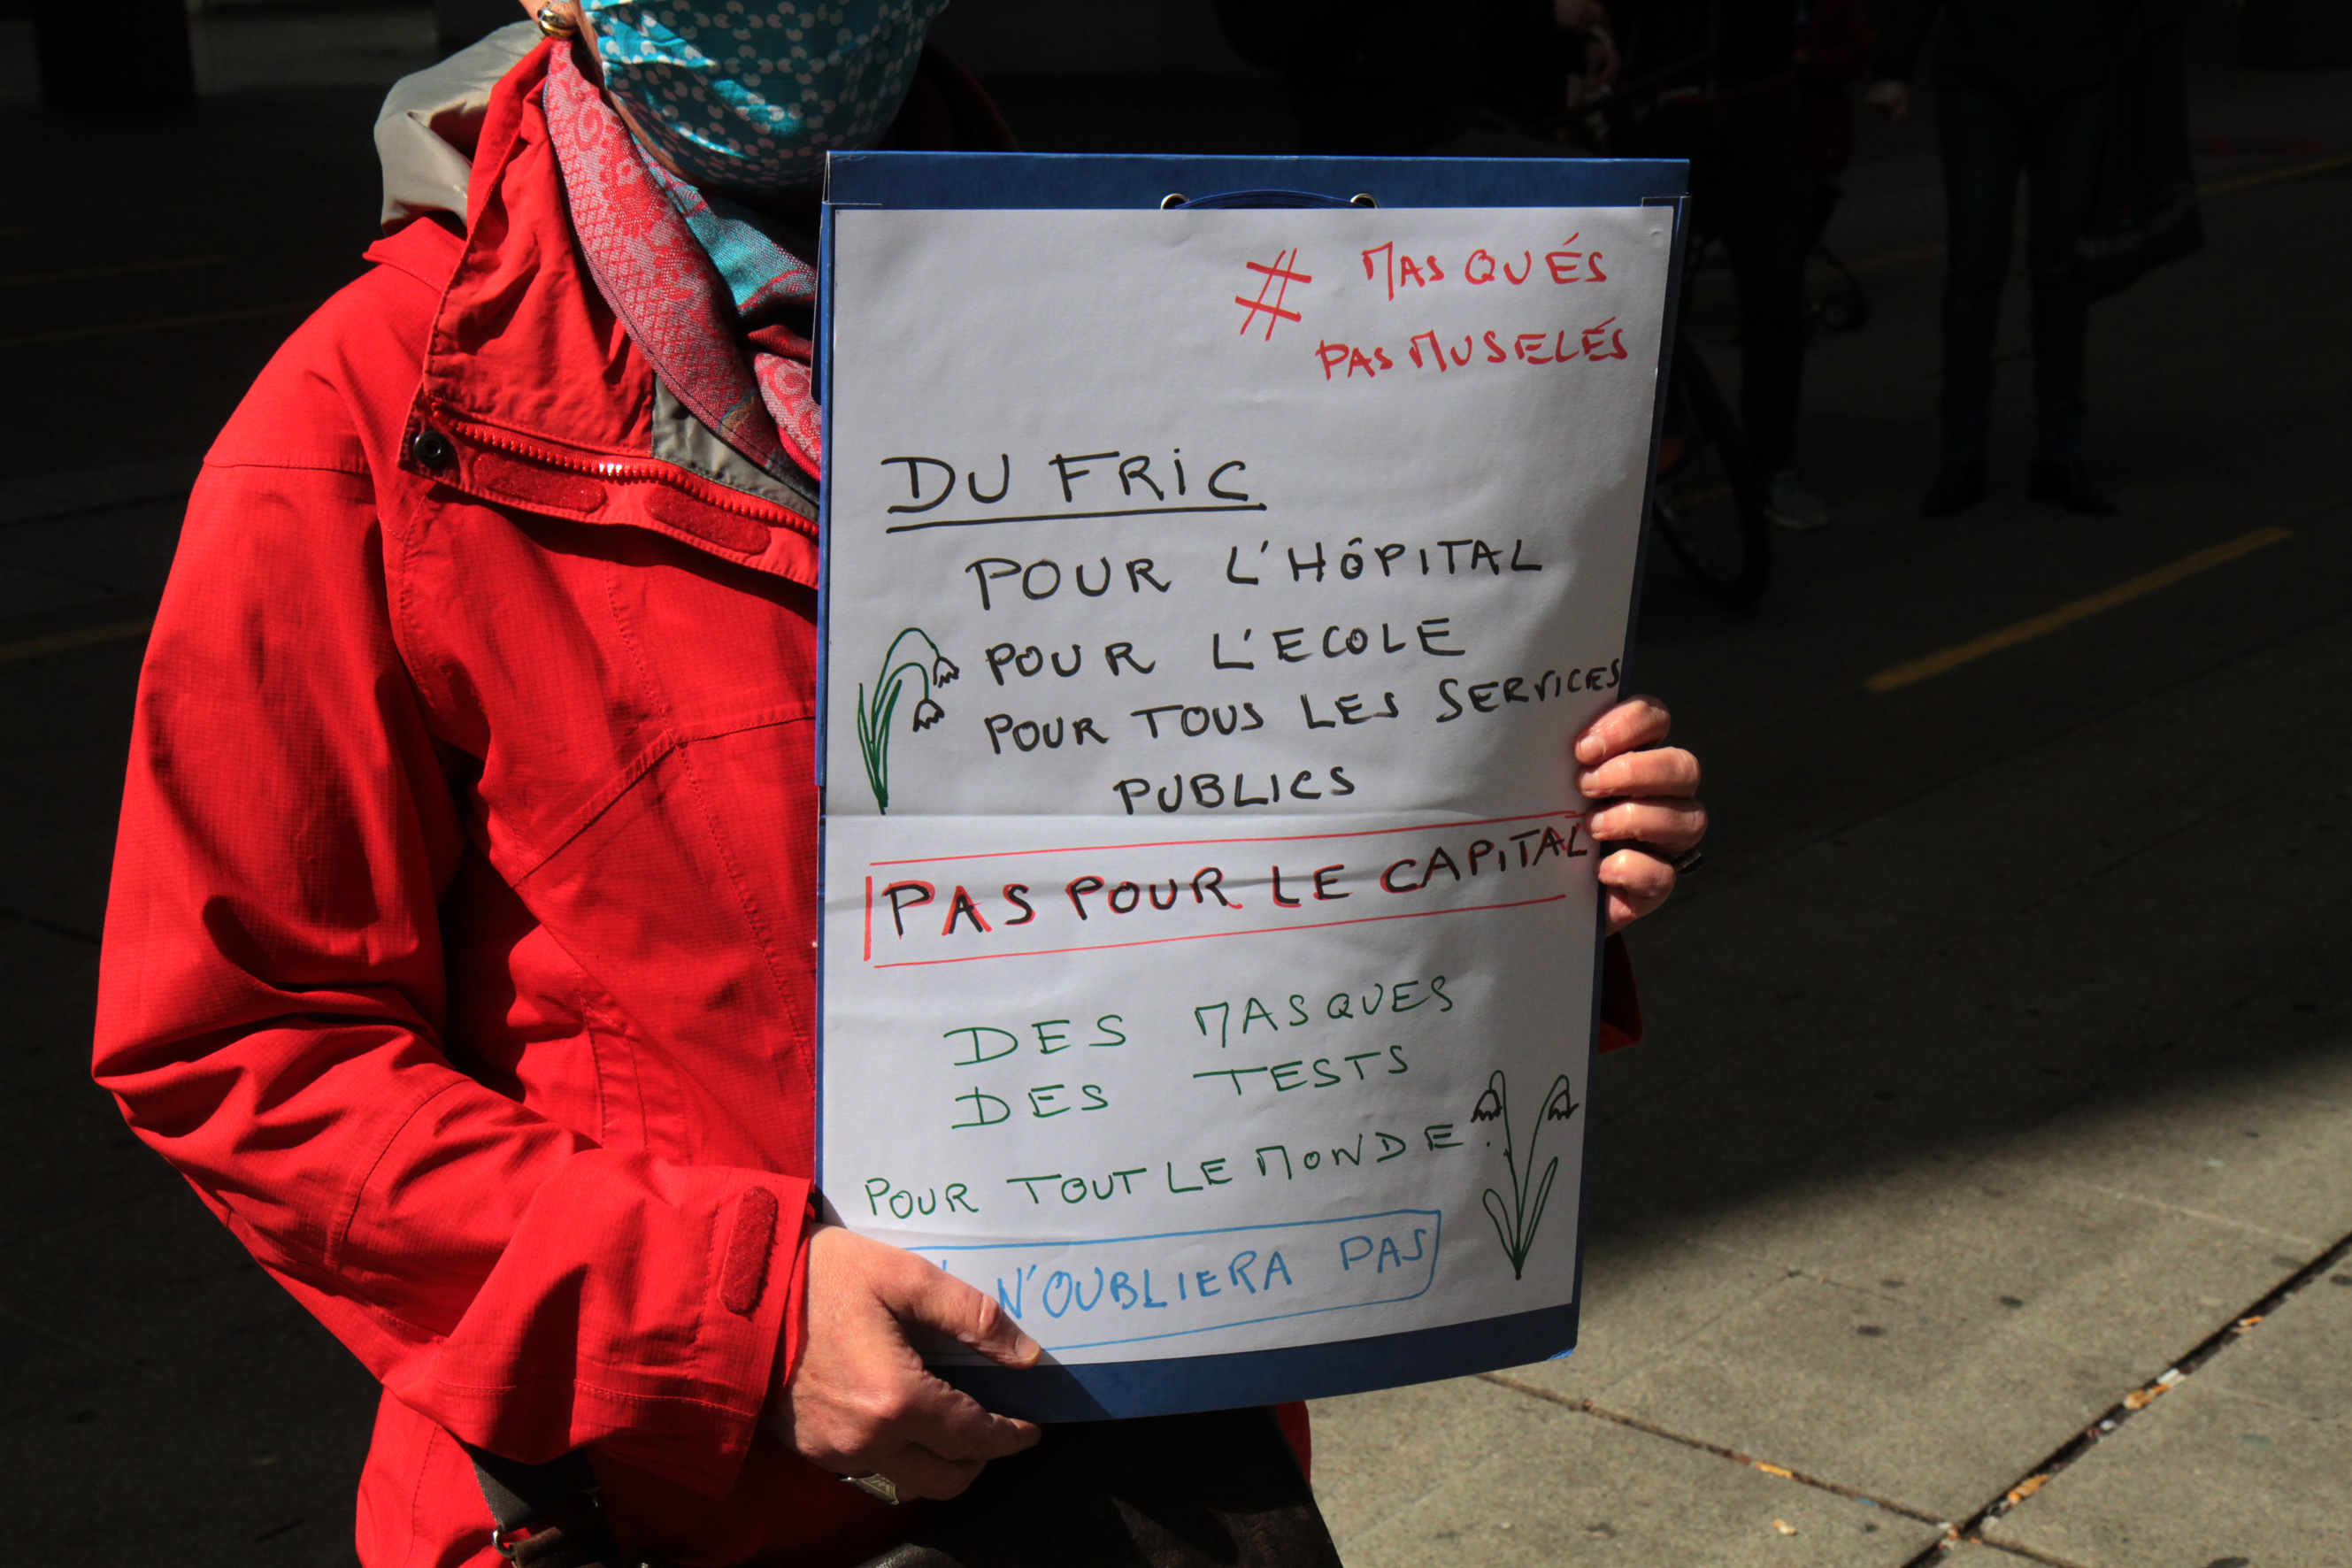 # MASQUÉS
PAS MUSELÉS
DU FRIC
POUR L'HÔPITAL
POUR L'ECOLE
POUR TOUS LES SERVICES
PUBLICS
PAS POUR LE CAPITAL
DES MASQUES
DES TESTS
POUR TOUT LE MONDE.
N'OUBLIERA PAS